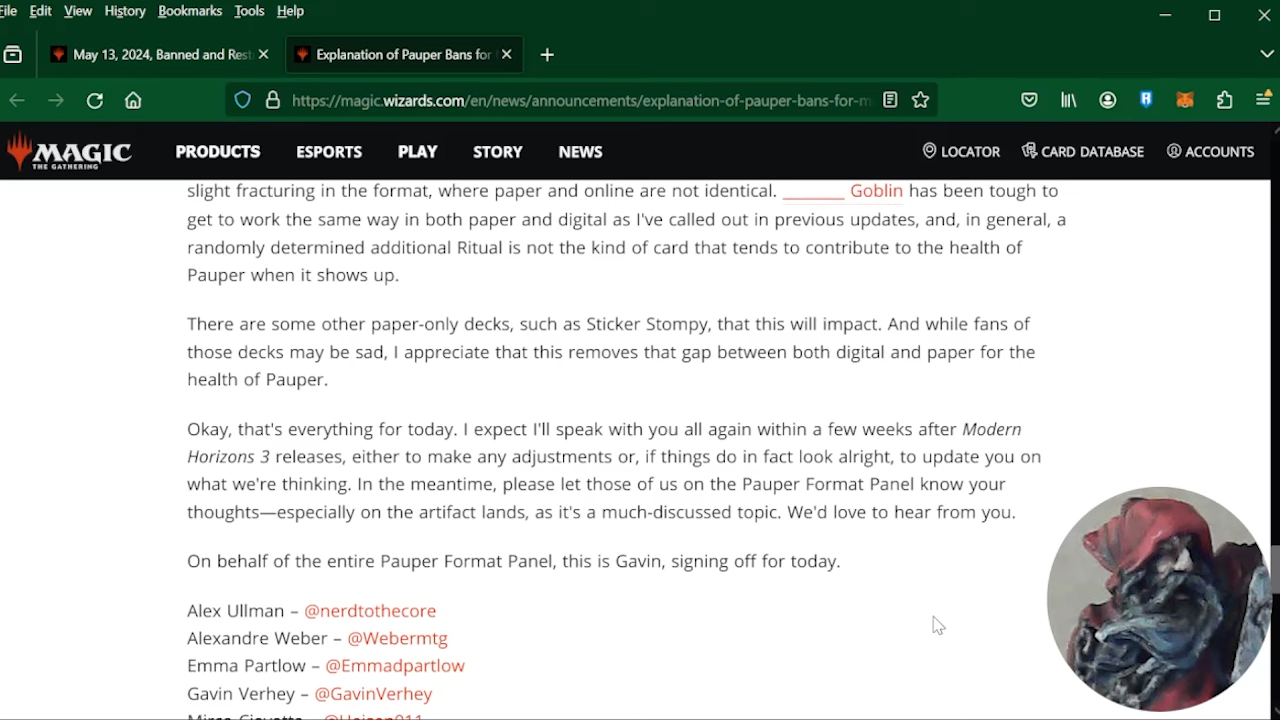 File Edit View History Bookmarks Tools Help
May 13, 2024, Banned and Rest
Explanation of Pauper Bans for
https://magic.wizards.com/en/news/announcements/explanation-of-pauper-bans-for-m
MAGIC THE GATHERING PRODUCTS ESPORTS PLAY STORY NEWS LOCATOR CARD DATABASE ACCOUNTS
slight fracturing in the format, where paper and online are not identical. _______ Goblin has been tough to
get to work the same way in both paper and digital as I've called out in previous updates, and, in general, a
randomly determined additional Ritual is not the kind of card that tends to contribute to the health of
Pauper when it shows up.
There are some other paper-only decks, such as Sticker Stompy, that this will impact. And while fans of
those decks may be sad, I appreciate that this removes that gap between both digital and paper for the
health of Pauper.
Okay, that's everything for today. I expect I'll speak with you all again within a few weeks after Modern
Horizons 3 releases, either to make any adjustments or, if things do in fact look alright, to update you on
what we're thinking. In the meantime, please let those of us on the Pauper Format Panel know your
thoughts—especially on the artifact lands, as it's a much-discussed topic. We'd love to hear from you.
On behalf of the entire Pauper Format Panel, this is Gavin, signing off for today.
Alex Ullman – @nerdtothecore
Alexandre Weber – @Webermtg
Emma Partlow – @Emmadpartlow
Gavin Verhey – @GavinVerhey